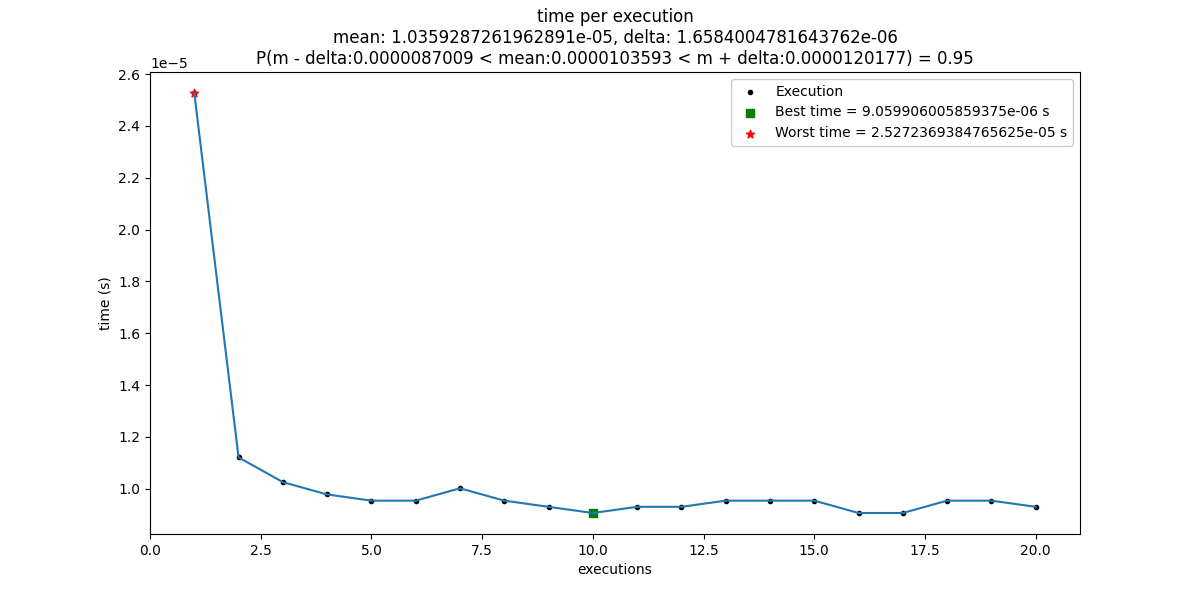 time per execution
mean: 1.0359287261962891e-05, delta: 1.6584004781643762e-06
P(m - delta:0.0000087009 < mean:0.0000103593 < m + delta:0.0000120177) = 0.95
1e−5
2.6
2.4
2.2
2.0
1.8
1.6
1.4
1.2
1.0
time (s)
Execution
Best time = 9.059906005859375e-06 s
Worst time = 2.5272369384765625e-05 s
0.0 2.5 5.0 7.5 10.0 12.5 15.0 17.5 20.0
executions